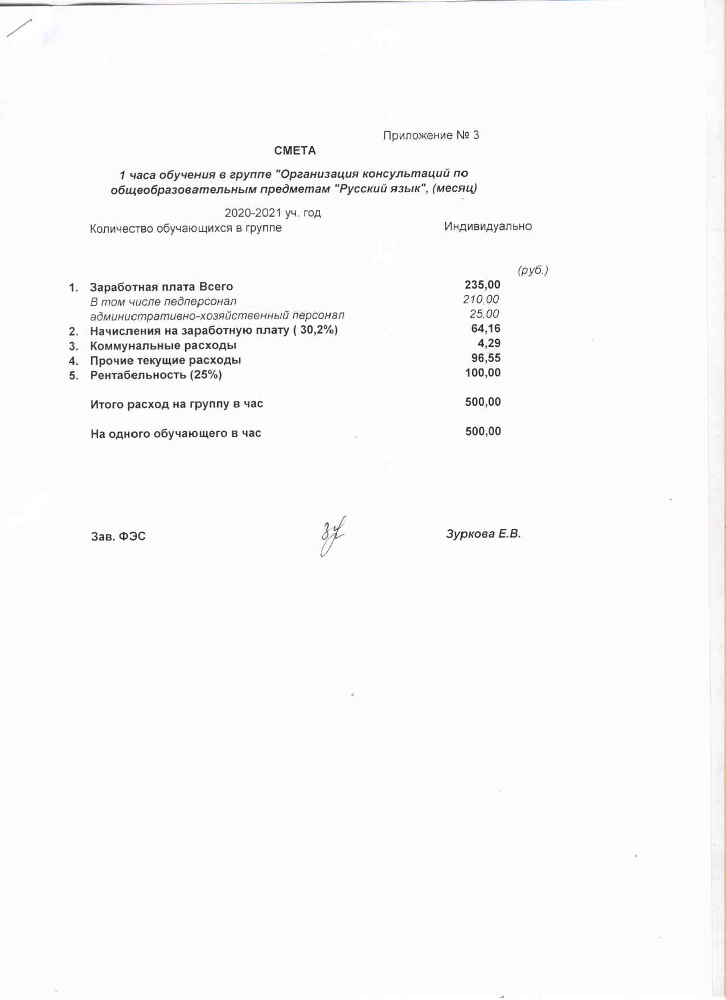 Приложение № 3
СМЕТА
1 часа обучения в группе "Организация консультаций по
общеобразовательным предметам "Русский язык", (месяц)
2020-2021 уч. год
Количество обучающихся в группе Индивидуально
(руб.)
1. Заработная плата Всего 235,00
В том числе педперсонал 210,00
административно-хозяйственный персонал 25,00
2. Начисления на заработную плату ( 30,2%) 64,16
3. Коммунальные расходы 4,29
4. Прочие текущие расходы 96,55
5. Рентабельность (25%) 100,00
Итого расход на группу в час 500,00
На одного обучающего в час 500,00
Зав. ФЭС Зуркова Е.В.